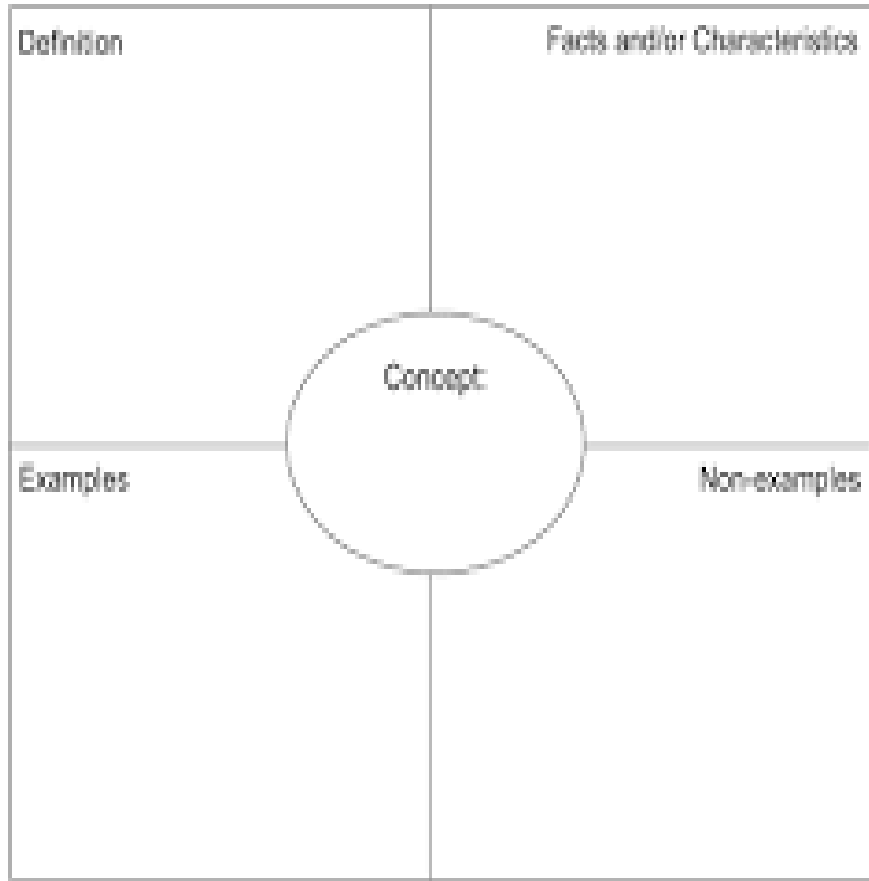 Definition
Facts and/or Characteristics
Concept:
Examples
Non-examples